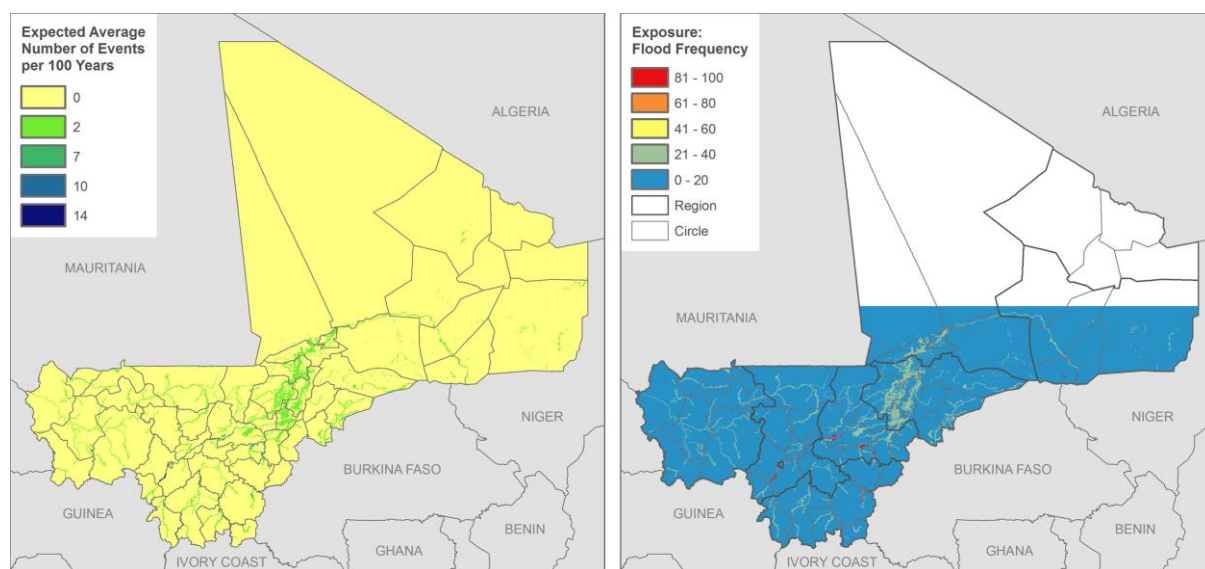 Expected Average
Number of Events
per 100 Years
0
2
7
10
14
ALGERIA
MAURITANIA
NIGER
BURKINA FASO
GUINEA
BENIN
GHANA
IVORY COAST
Exposure:
Flood Frequency
81 - 100
61 - 80
41 - 60
21 - 40
0 - 20
Region
Circle
ALGERIA
MAURITANIA
NIGER
BURKINA FASO
GUINEA
BENIN
GHANA
IVORY COAST